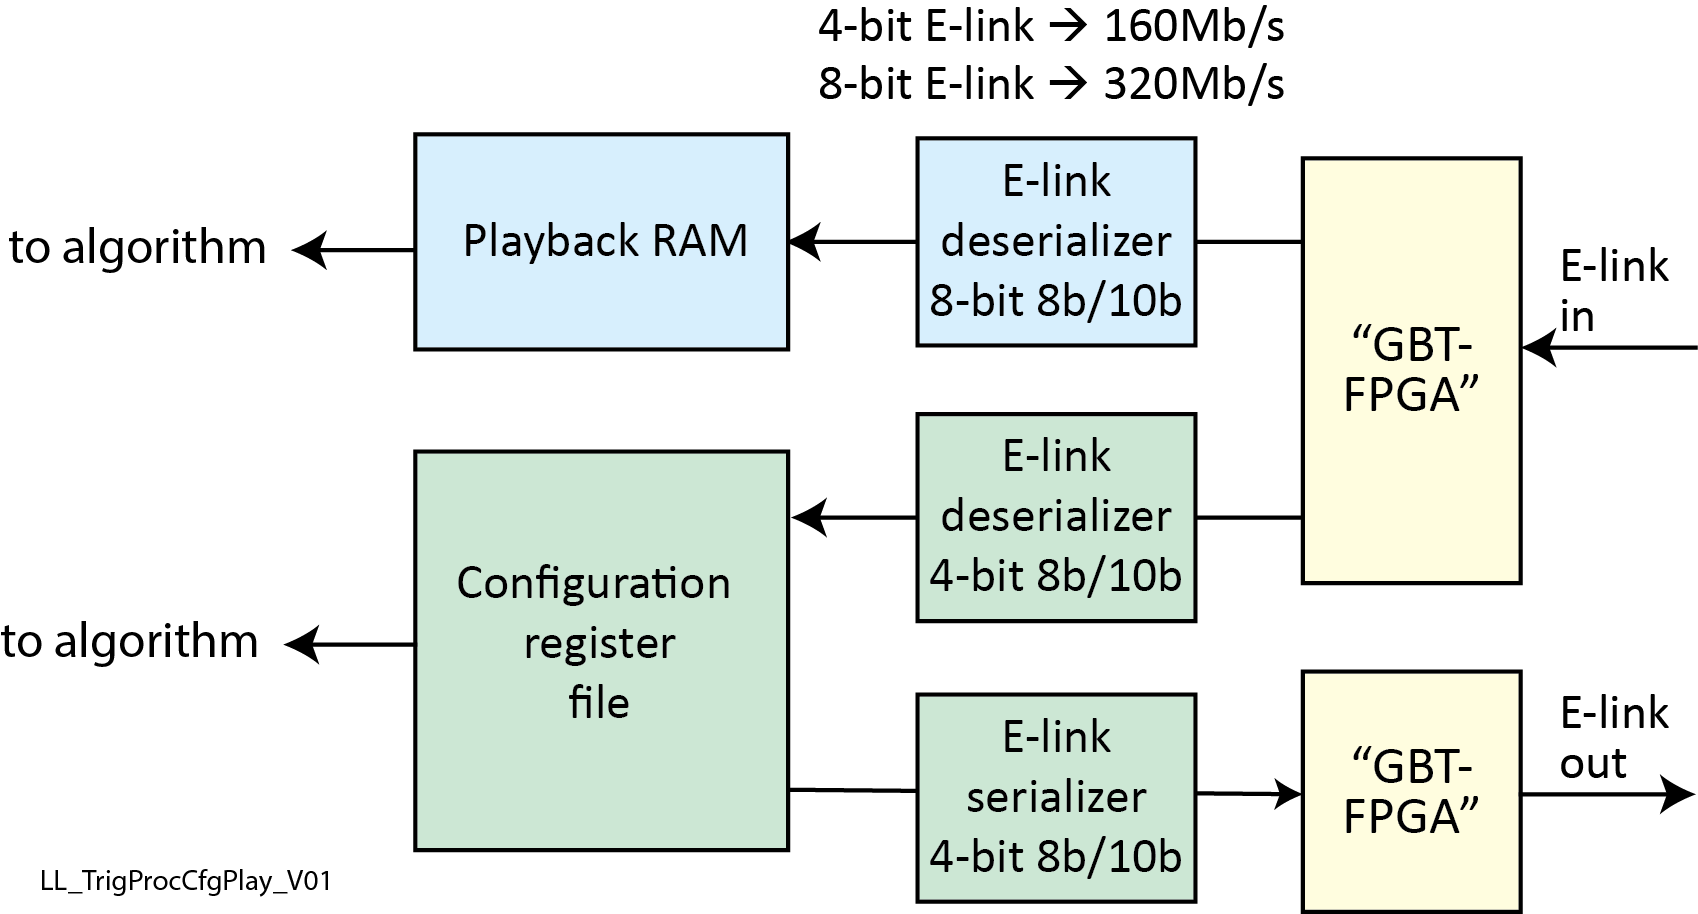 4-bit E-link → 160Mb/s
8-bit E-link → 320Mb/s
to algorithm
Playback RAM
E-link
deserializer
8-bit 8b/10b
“GBT-
FPGA”
E-link
in
to algorithm
Configuration
register
file
E-link
deserializer
4-bit 8b/10b
E-link
serializer
4-bit 8b/10b
“GBT-
FPGA”
E-link
out
LL_TrigProcCfgPlay_V01